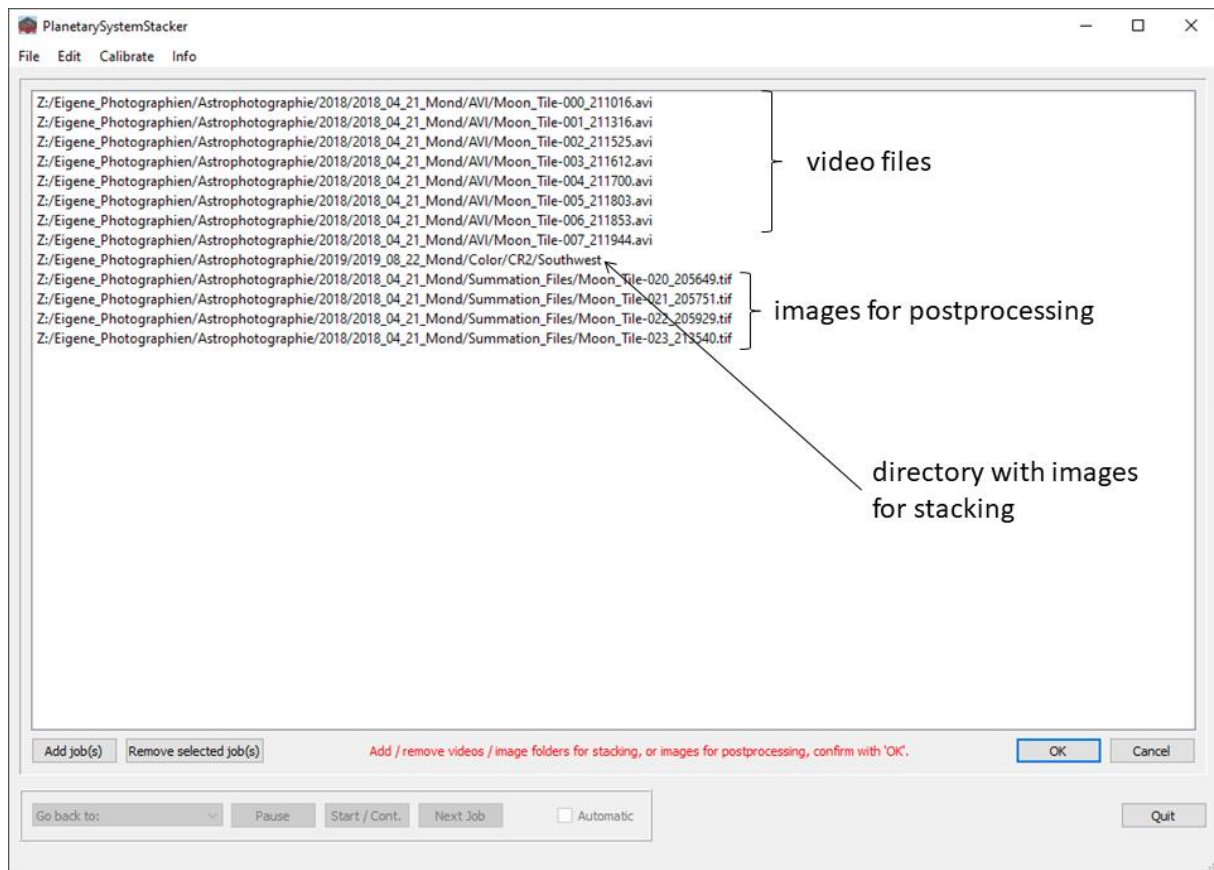 PlanetarySystemStacker
File Edit Calibrate Info
Z:/Eigene_Photographien/Astrophotographie/2018/2018_04_21_Mond/AVI/Moon_Tile-000_211016.avi
Z:/Eigene_Photographien/Astrophotographie/2018/2018_04_21_Mond/AVI/Moon_Tile-001_211316.avi
Z:/Eigene_Photographien/Astrophotographie/2018/2018_04_21_Mond/AVI/Moon_Tile-002_211525.avi
Z:/Eigene_Photographien/Astrophotographie/2018/2018_04_21_Mond/AVI/Moon_Tile-003_211612.avi
Z:/Eigene_Photographien/Astrophotographie/2018/2018_04_21_Mond/AVI/Moon_Tile-004_211700.avi
Z:/Eigene_Photographien/Astrophotographie/2018/2018_04_21_Mond/AVI/Moon_Tile-005_211803.avi
Z:/Eigene_Photographien/Astrophotographie/2018/2018_04_21_Mond/AVI/Moon_Tile-006_211853.avi
Z:/Eigene_Photographien/Astrophotographie/2018/2018_04_21_Mond/AVI/Moon_Tile-007_211944.avi
video files
Z:/Eigene_Photographien/Astrophotographie/2019/2019_08_22_Mond/Color/CR2/Southwest
Z:/Eigene_Photographien/Astrophotographie/2018/2018_04_21_Mond/Summation_Files/Moon_Tile-020_205649.tif
Z:/Eigene_Photographien/Astrophotographie/2018/2018_04_21_Mond/Summation_Files/Moon_Tile-021_205751.tif
Z:/Eigene_Photographien/Astrophotographie/2018/2018_04_21_Mond/Summation_Files/Moon_Tile-022_205929.tif
Z:/Eigene_Photographien/Astrophotographie/2018/2018_04_21_Mond/Summation_Files/Moon_Tile-023_213540.tif
images for postprocessing
directory with images
for stacking
Add job(s) Remove selected job(s) Add / remove videos / image folders for stacking, or images for postprocessing, confirm with 'OK'. OK Cancel
Go back to: Pause Start / Cont. Next Job Automatic Quit